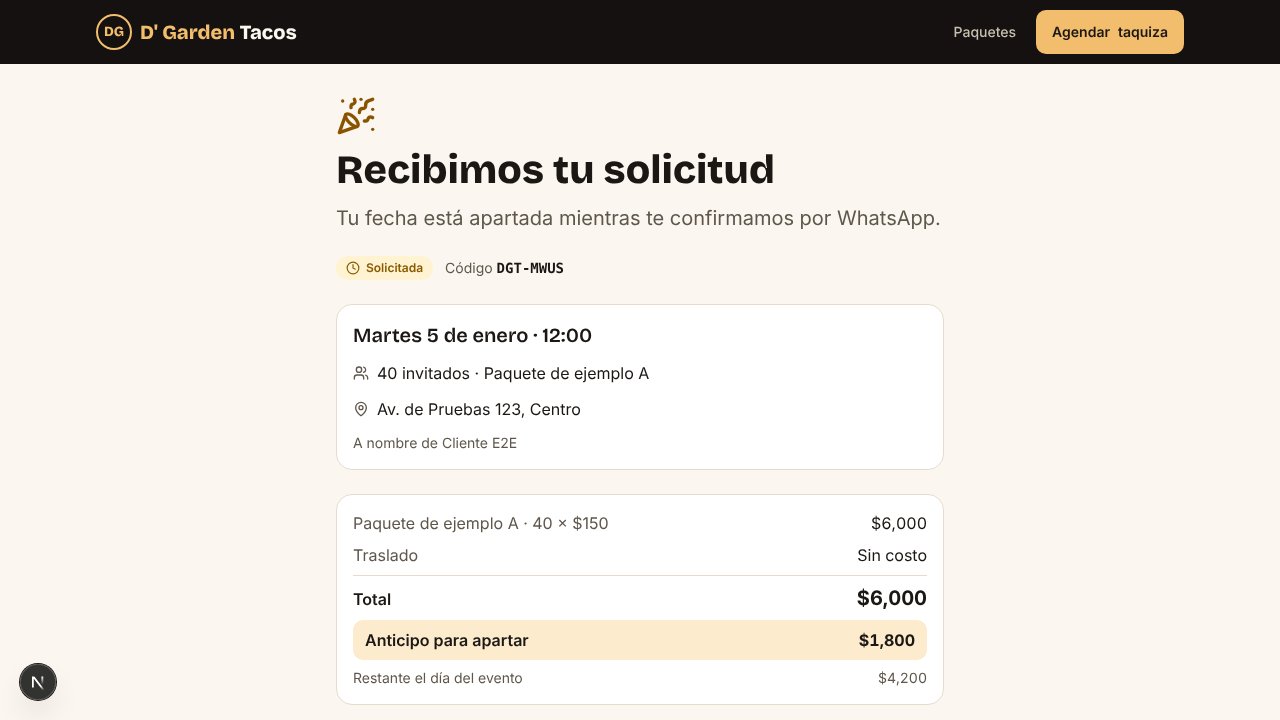 DG D' Garden Tacos Paquetes Agendar taquiza
Recibimos tu solicitud
Tu fecha está apartada mientras te confirmamos por WhatsApp.
Solicitada Código DGT-MWUS
Martes 5 de enero · 12:00
40 invitados · Paquete de ejemplo A
Av. de Pruebas 123, Centro
A nombre de Cliente E2E
Paquete de ejemplo A · 40 × $150 $6,000
Traslado Sin costo
Total $6,000
Anticipo para apartar $1,800
Restante el día del evento $4,200
N